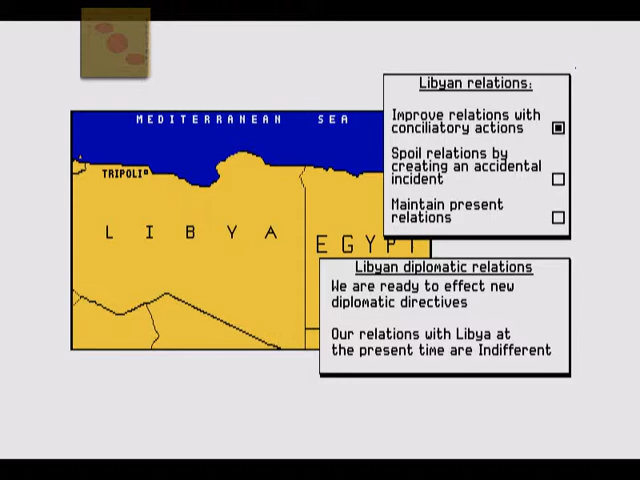 Libyan relations:
Improve relations with
conciliatory actions
Spoil relations by
creating an accidental
incident
Maintain present
relations
MEDITERRANEAN SEA
TRIPOLI
LIBYA
EGYPT
Libyan diplomatic relations
We are ready to effect new
diplomatic directives
Our relations with Libya at
the present time are Indifferent